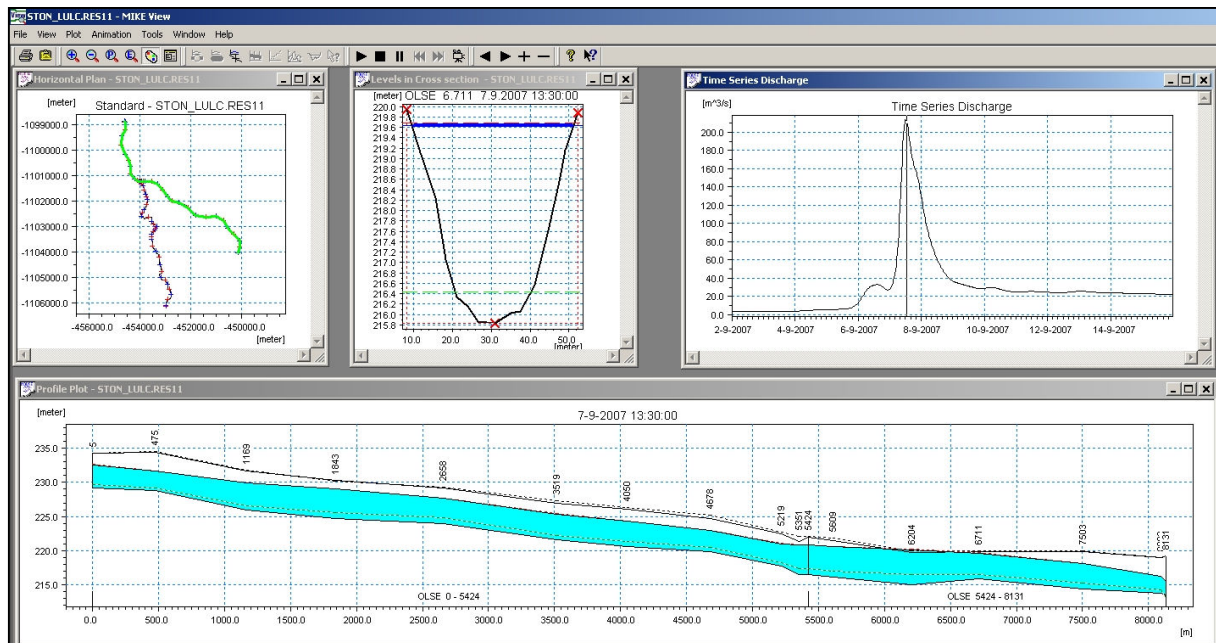 STON_LULC.RES11 - MIKE View
File View Plot Animation Tools Window Help
Horizontal Plan - STON_LULC.RES11
[meter]
Standard - STON_LULC.RES11
-1099000.0
-1100000.0
-1101000.0
-1102000.0
-1103000.0
-1104000.0
-1105000.0
-1106000.0
-4556000.0 -4554000.0 -4552000.0 -4550000.0
[meter]
Levels in Cross section - STON_LULC.RES11
[meter] OLSE 6.711 7.9.2007 13:30:00
220.0
219.8
219.6
219.4
219.2
219.0
218.8
218.6
218.4
218.2
218.0
217.8
217.6
217.4
217.2
217.0
216.8
216.6
216.4
216.2
216.0
215.8
10.0 20.0 30.0 40.0 50.0
meter]
Time Series Discharge
[m^3/s]
Time Series Discharge
200.0
180.0
160.0
140.0
120.0
100.0
80.0
60.0
40.0
20.0
0.0
2-9-2007 4-9-2007 6-9-2007 8-9-2007 10-9-2007 12-9-2007 14-9-2007
Profile Plot - STON_LULC.RES11
[meter]
7-9-2007 13:30:00
235.0
230.0
225.0
220.0
215.0
5 475 1169 1843 2658 3519 4050 4678 5219 5351 5424 5609 6204 6711 7503 8131
OLSE 0 - 5424 OLSE 5424 - 8131
0.0 500.0 1000.0 1500.0 2000.0 2500.0 3000.0 3500.0 4000.0 4500.0 5000.0 5500.0 6000.0 6500.0 7000.0 7500.0 8000.0
[m]